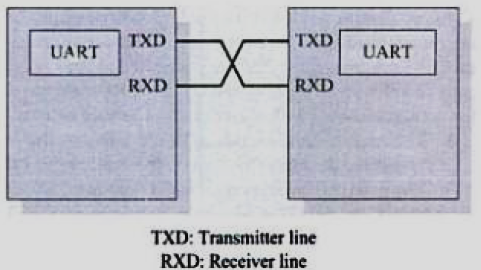 TXD TXD
UART UART
RXD RXD
TXD: Transmitter line
RXD: Receiver line